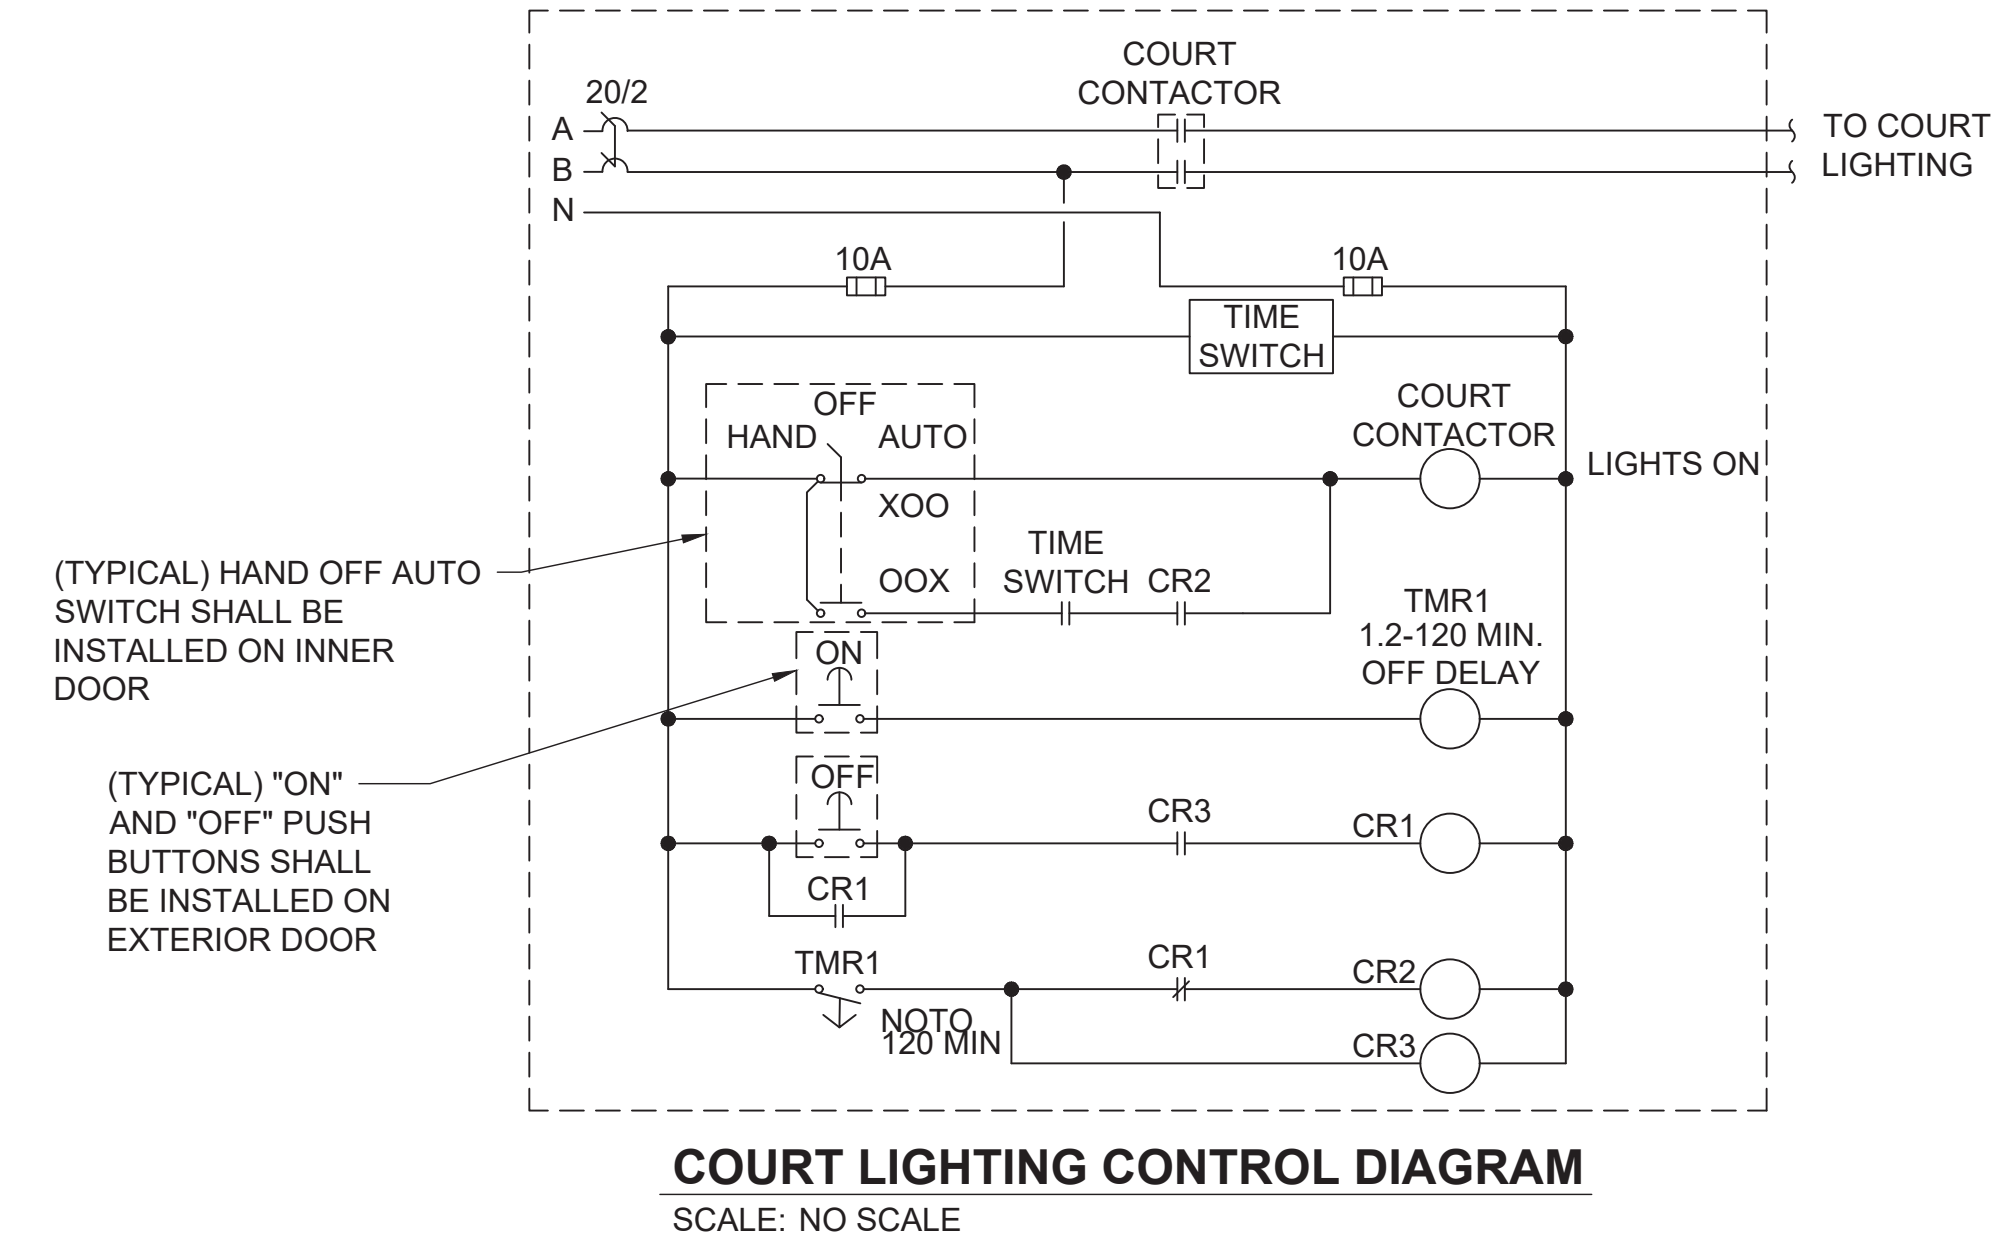 COURT
CONTACTOR
20/2
A
B
N
TO COURT
LIGHTING
10A
10A
TIME
SWITCH
OFF
HAND
AUTO
XOO
OOX
COURT
CONTACTOR
LIGHTS ON
TIME
SWITCH
CR2
(TYPICAL) HAND OFF AUTO
SWITCH SHALL BE
INSTALLED ON INNER
DOOR
TMR1
1.2-120 MIN.
OFF DELAY
ON
(TYPICAL) "ON"
AND "OFF" PUSH
BUTTONS SHALL
BE INSTALLED ON
EXTERIOR DOOR
OFF
CR3
CR1
CR1
TMR1
NOTO
120 MIN
CR1
CR2
CR3
COURT LIGHTING CONTROL DIAGRAM
SCALE: NO SCALE